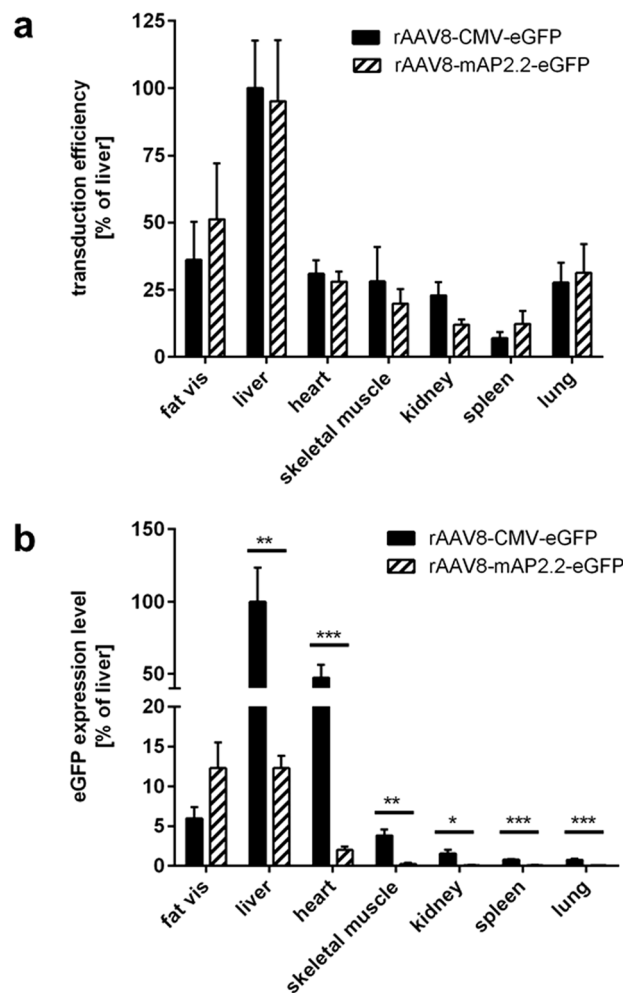 a
rAAV8-CMV-eGFP
rAAV8-mAP2.2-eGFP
transduction efficiency
[% of liver]
125
100
75
50
25
0
fat vis
liver
heart
skeletal muscle
kidney
spleen
lung
b
rAAV8-CMV-eGFP
rAAV8-mAP2.2-eGFP
eGFP expression level
[% of liver]
150
100
50
20
15
10
5
0
**
***
**
*
***
***
fat vis
liver
heart
skeletal muscle
kidney
spleen
lung